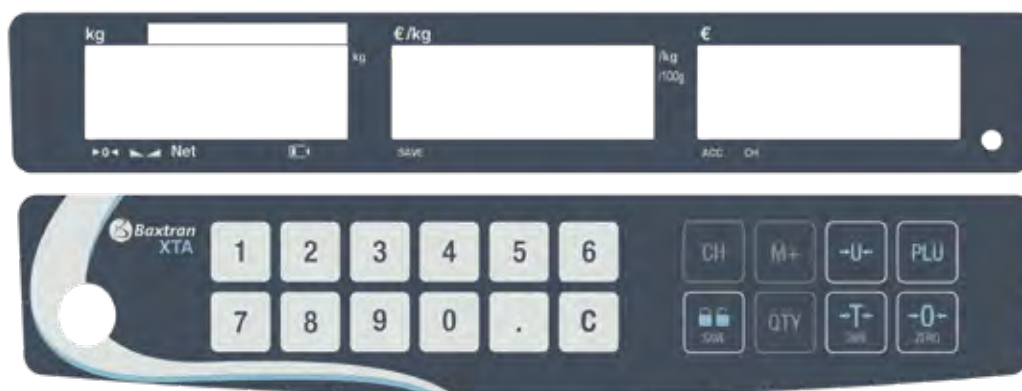 kg €/kg €
kg /kg
/100g
►0◄ Net SAVE ACC CH
Baxtran
XTA
1 2 3 4 5 6 CH M+ →U← PLU
7 8 9 0 . C SAVE QTY →T← →0←
TARE ZERO